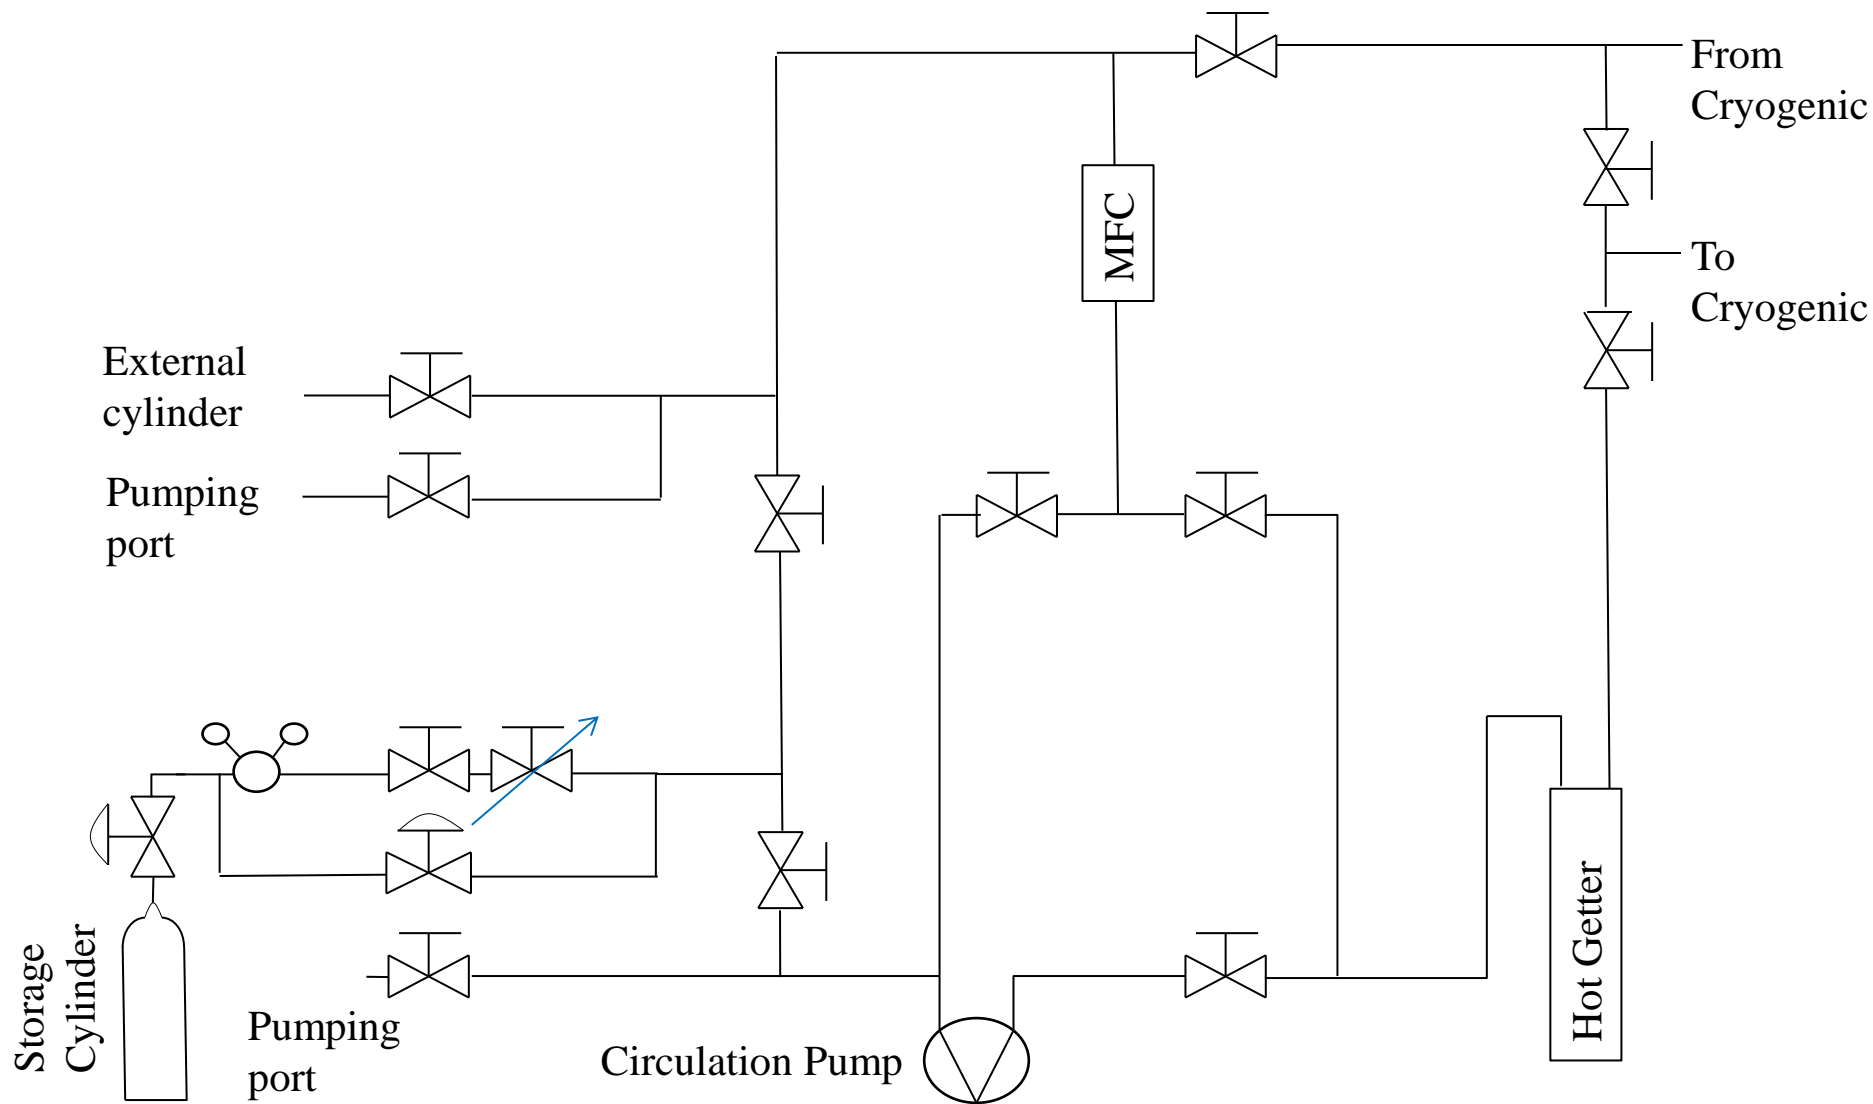 From
Cryogenic
MFC
To
Cryogenic
External
cylinder
Pumping
port
Storage
Cylinder
Pumping
port
Circulation Pump
Hot Getter